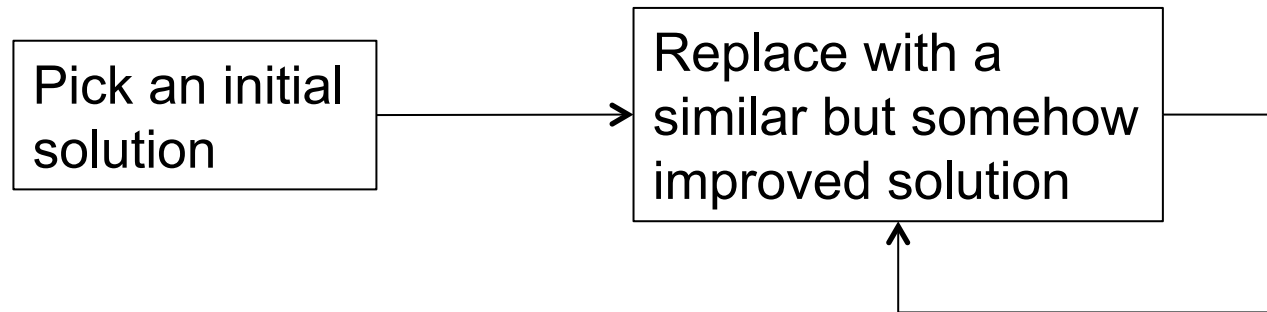 Pick an initial
solution
Replace with a
similar but somehow
improved solution